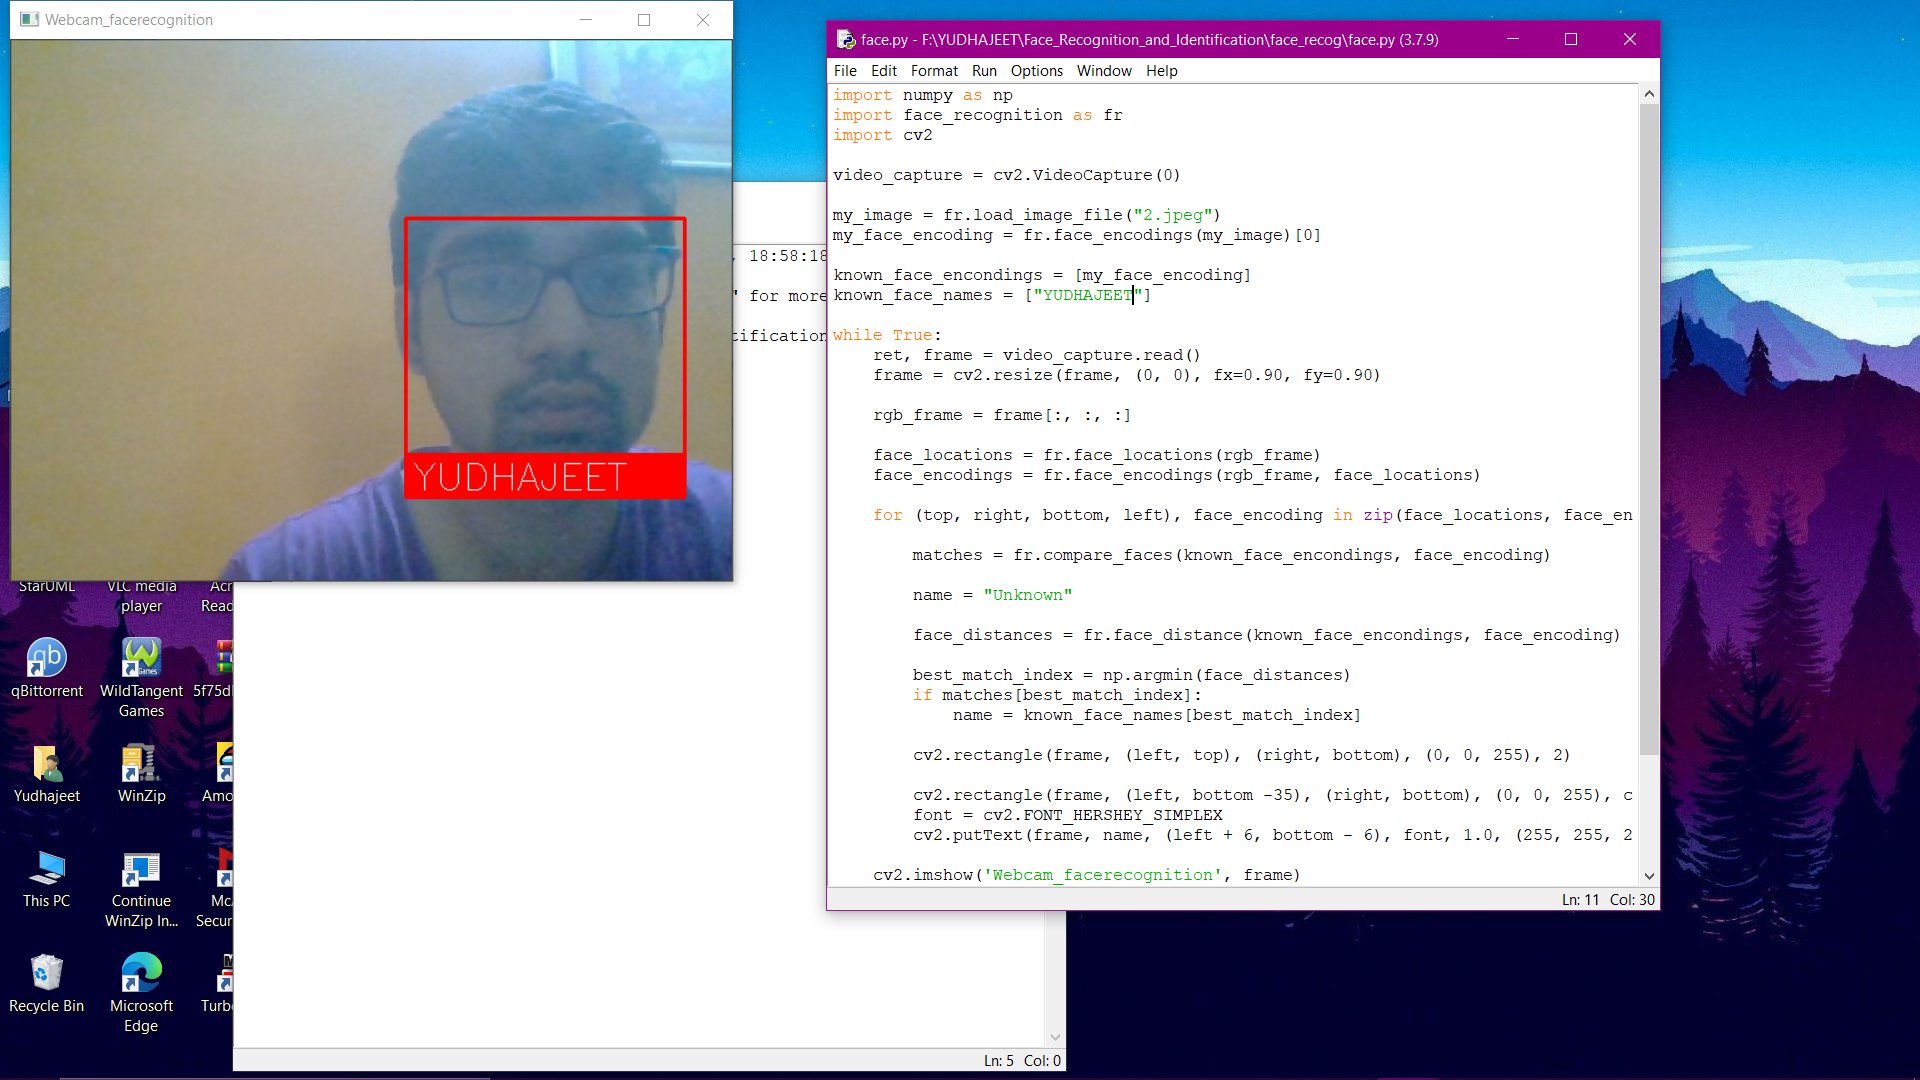 Webcam_facerecognition
YUDHAJEET
, 18:58:18
" for more
tification
StarUML
VLC media
player
Acr
Read
qBittorrent
WildTangent
Games
5f75d
Yudhajeet
WinZip
Amo
This PC
Continue
WinZip In...
Mc
Secur
Recycle Bin
Microsoft
Edge
Turb
Ln: 5 Col: 0
face.py - F:\YUDHAJEET\Face_Recognition_and_Identification\face_recog\face.py (3.7.9)
File Edit Format Run Options Window Help
import numpy as np
import face_recognition as fr
import cv2
video_capture = cv2.VideoCapture(0)
my_image = fr.load_image_file("2.jpeg")
my_face_encoding = fr.face_encodings(my_image)[0]
known_face_encondings = [my_face_encoding]
known_face_names = ["YUDHAJEET"]
while True:
    ret, frame = video_capture.read()
    frame = cv2.resize(frame, (0, 0), fx=0.90, fy=0.90)
    rgb_frame = frame[:, :, :]
    face_locations = fr.face_locations(rgb_frame)
    face_encodings = fr.face_encodings(rgb_frame, face_locations)
    for (top, right, bottom, left), face_encoding in zip(face_locations, face_en
        matches = fr.compare_faces(known_face_encondings, face_encoding)
        name = "Unknown"
        face_distances = fr.face_distance(known_face_encondings, face_encoding)
        best_match_index = np.argmin(face_distances)
        if matches[best_match_index]:
            name = known_face_names[best_match_index]
        cv2.rectangle(frame, (left, top), (right, bottom), (0, 0, 255), 2)
        cv2.rectangle(frame, (left, bottom -35), (right, bottom), (0, 0, 255), c
        font = cv2.FONT_HERSHEY_SIMPLEX
        cv2.putText(frame, name, (left + 6, bottom - 6), font, 1.0, (255, 255, 2
    cv2.imshow('Webcam_facerecognition', frame)
Ln: 11 Col: 30